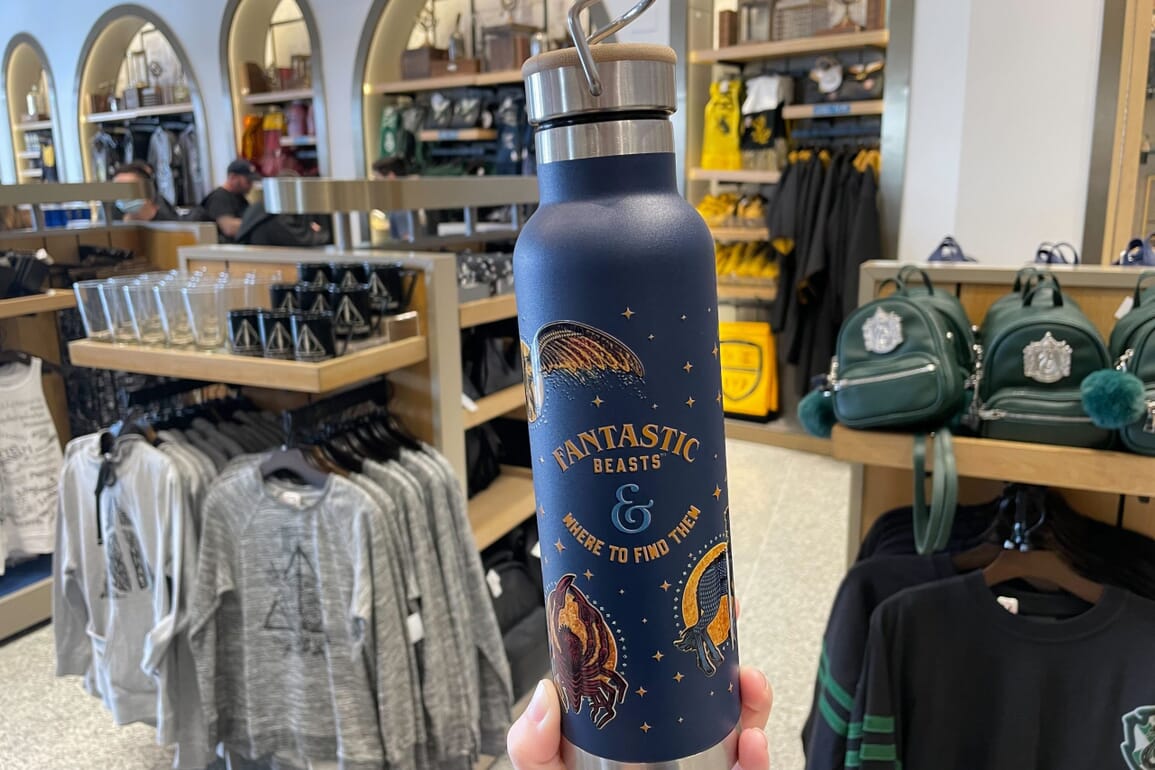 FANTASTIC
BEASTS™
&
WHERE TO FIND THEM